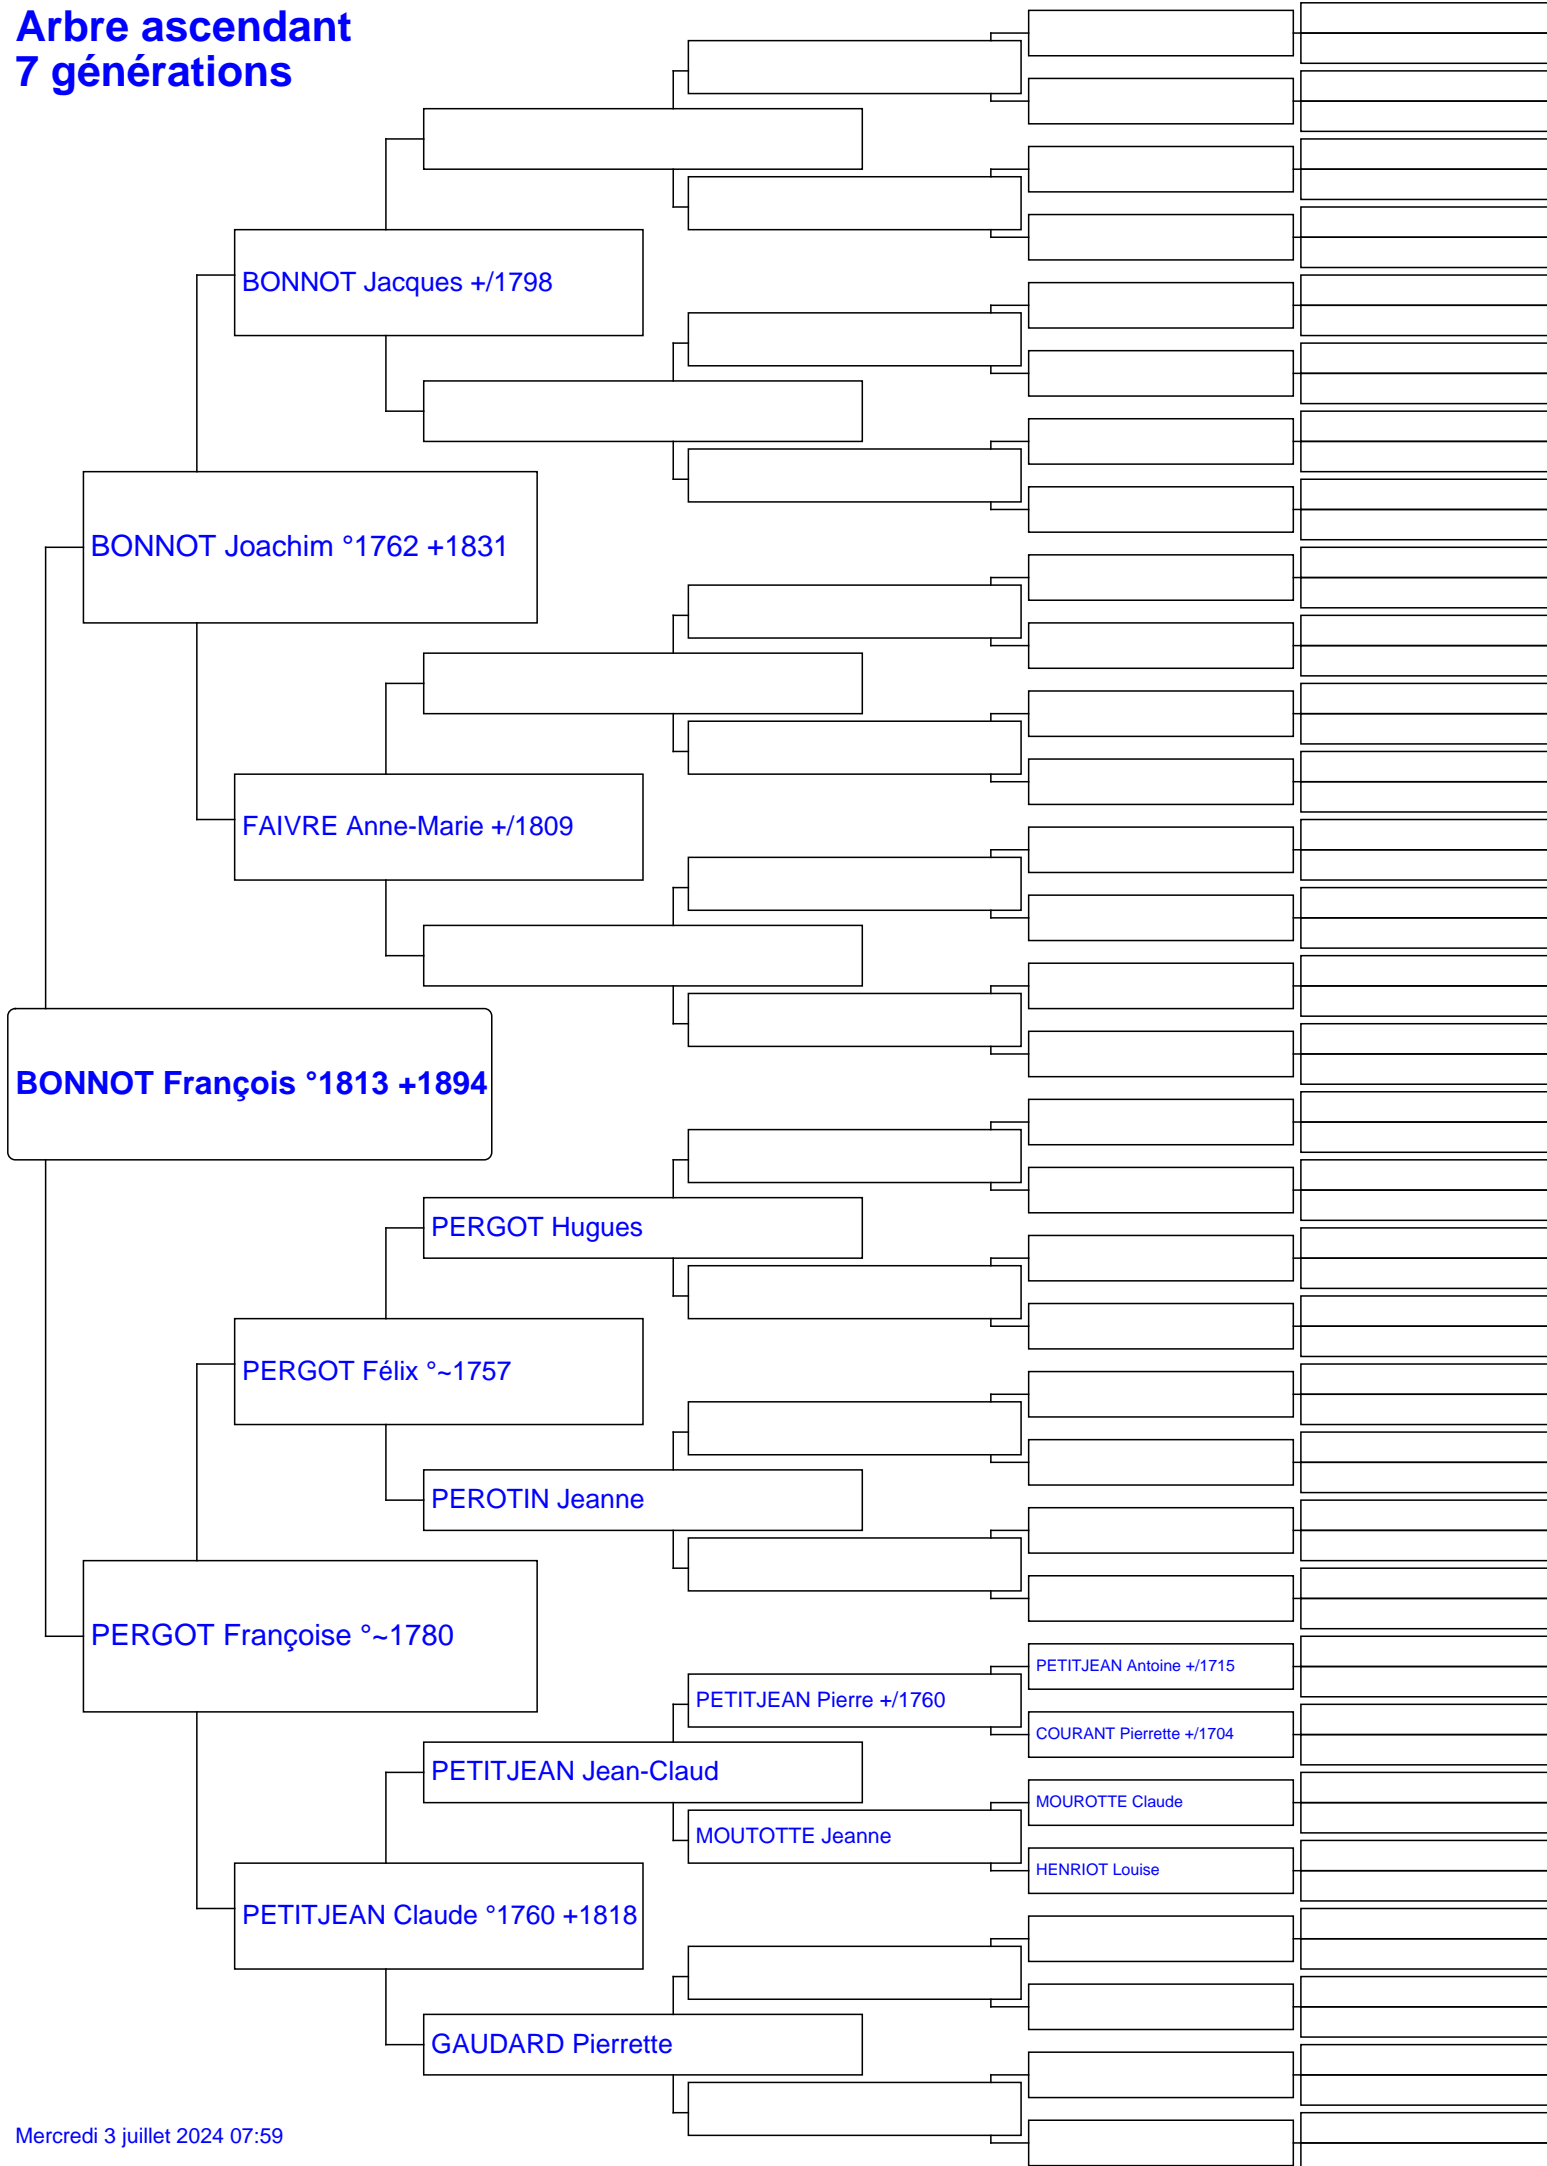 Arbre ascendant
7 générations
BONNOT Jacques +/1798
BONNOT Joachim °1762 +1831
FAIVRE Anne-Marie +/1809
BONNOT François °1813 +1894
PERGOT Hugues
PERGOT Félix °~1757
PEROTIN Jeanne
PERGOT Françoise °~1780
PETITJEAN Antoine +/1715
PETITJEAN Pierre +/1760
COURANT Pierrette +/1704
PETITJEAN Jean-Claud
MOUROTTE Claude
MOUTOTTE Jeanne
HENRIOT Louise
PETITJEAN Claude °1760 +1818
GAUDARD Pierrette
Mercredi 3 juillet 2024 07:59